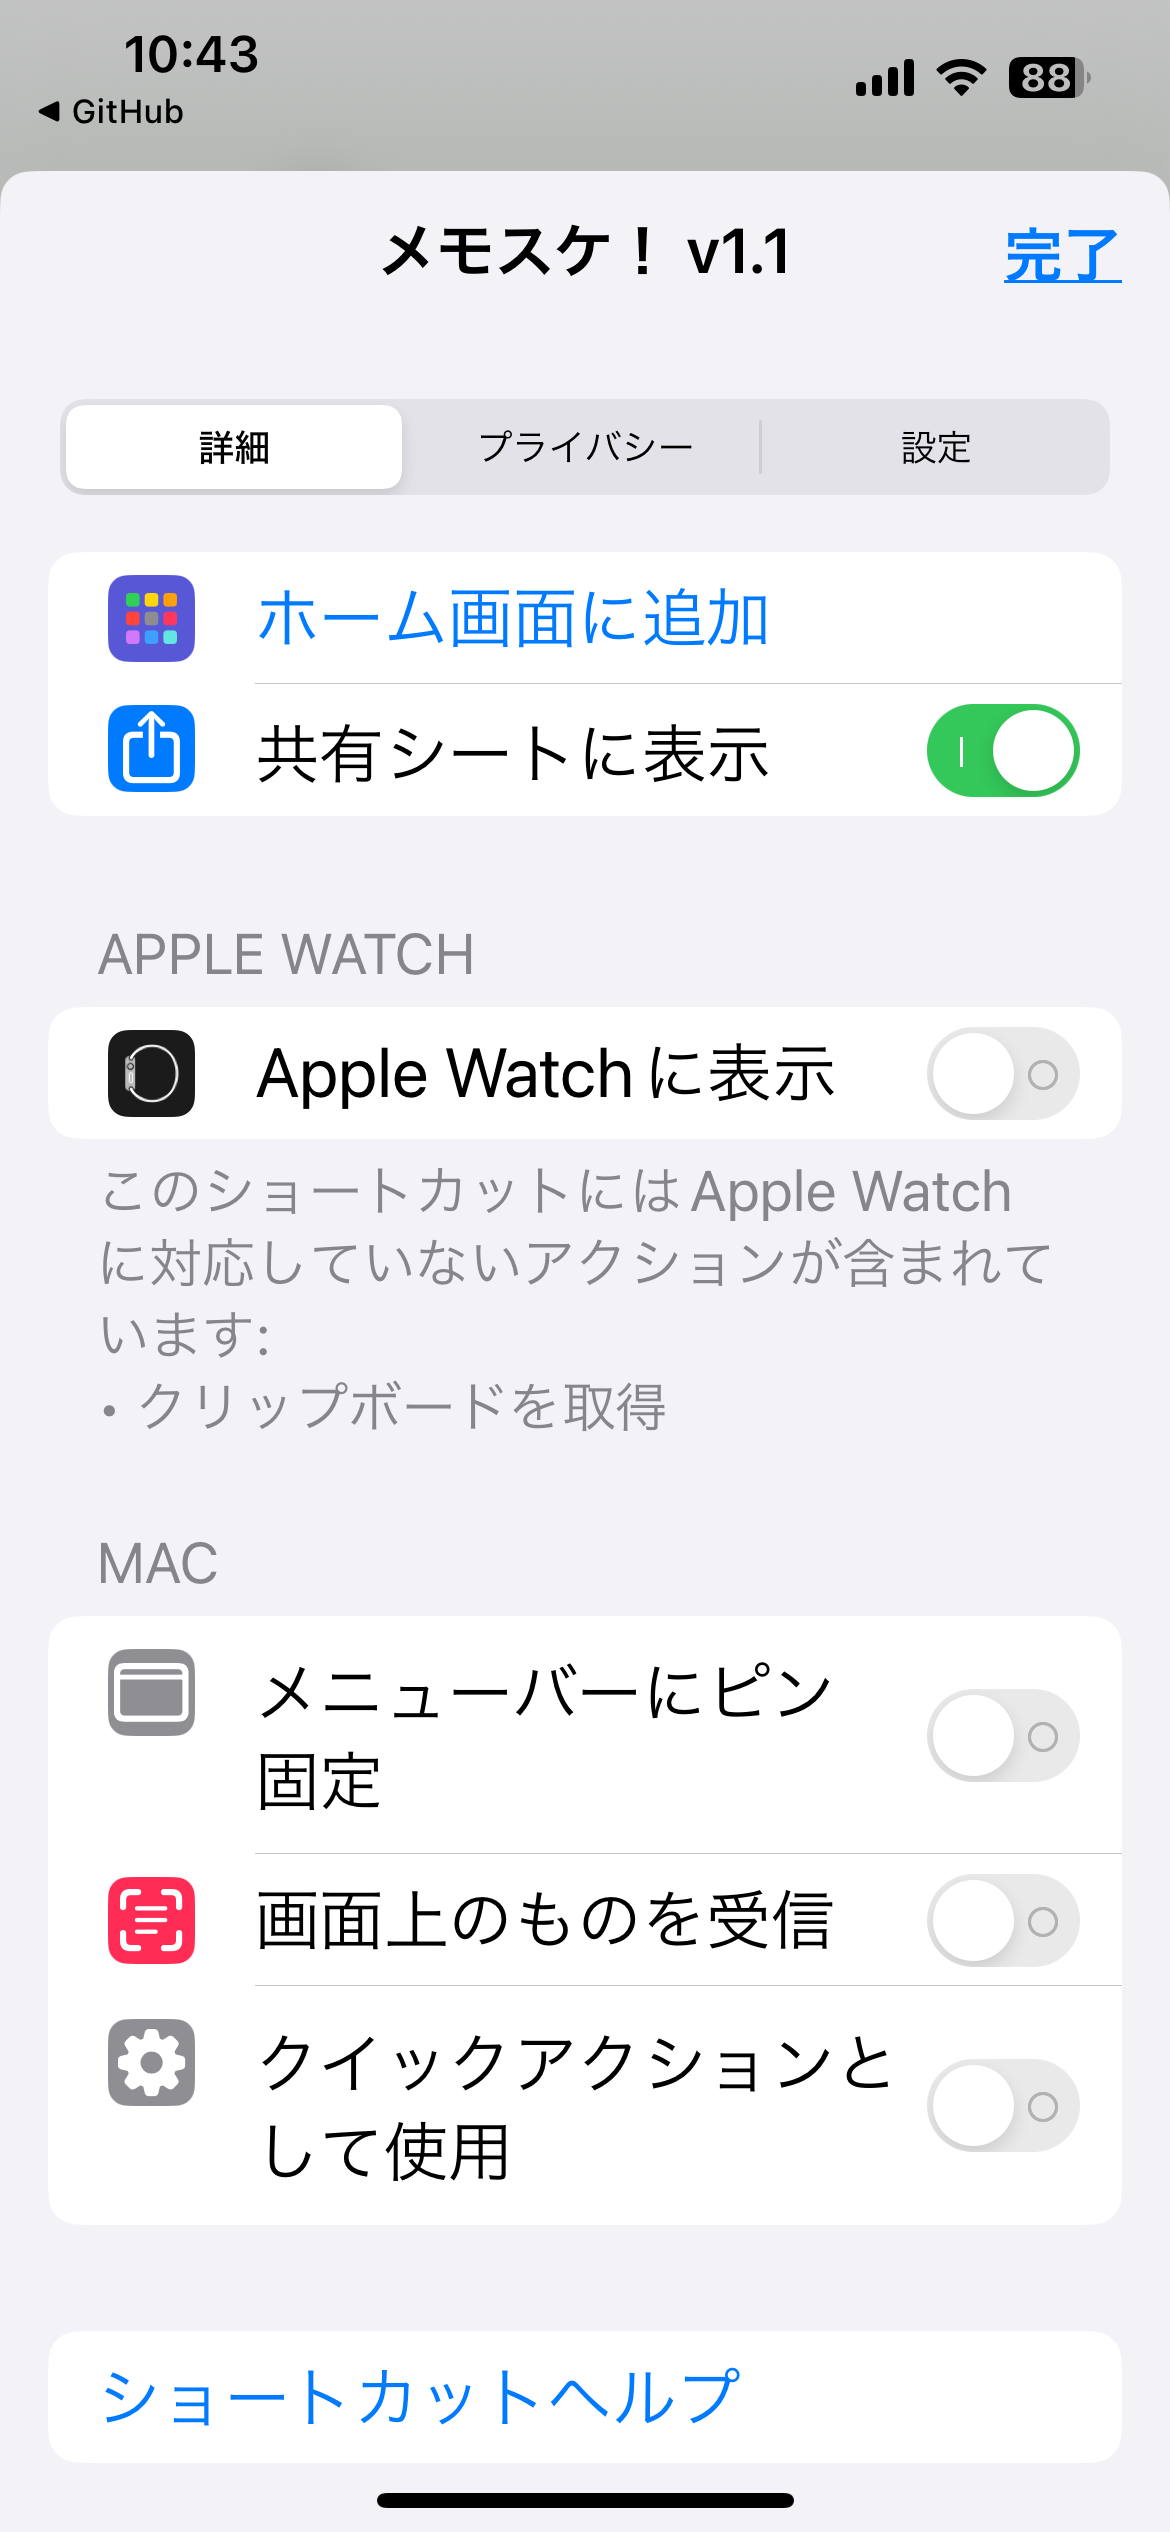 10:43
88
◀ GitHub
メモスケ！ v1.1
完了
詳細
プライバシー
設定
ホーム画面に追加
共有シートに表示
APPLE WATCH
Apple Watchに表示
このショートカットにはApple Watch
に対応していないアクションが含まれて
います:
• クリップボードを取得
MAC
メニューバーにピン
固定
画面上のものを受信
クイックアクションと
して使用
ショートカットヘルプ